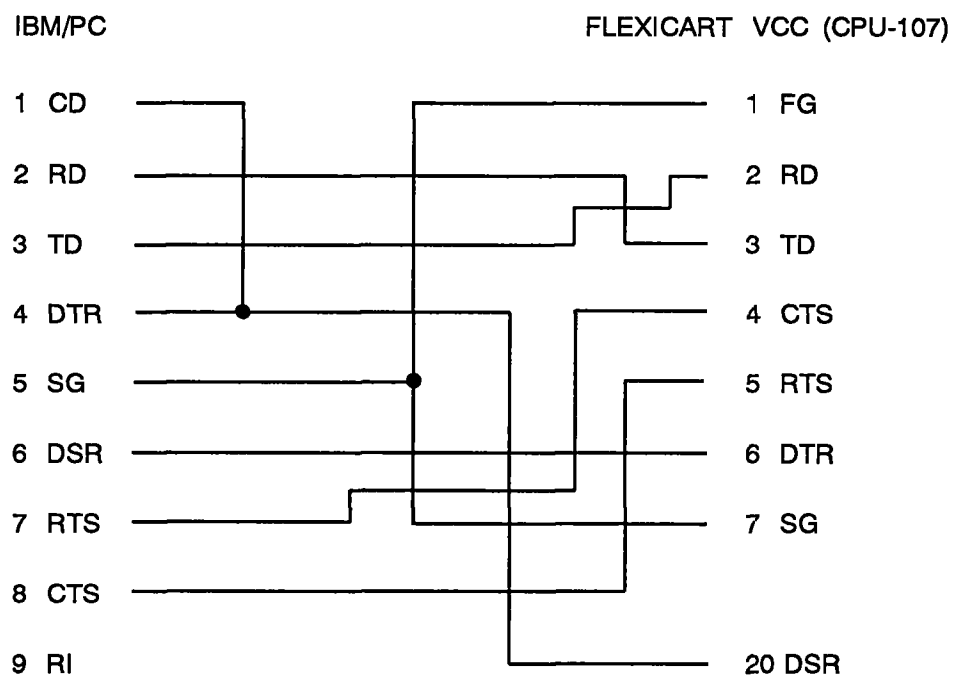 IBM/PC FLEXICART VCC (CPU-107)
1 CD 1 FG
2 RD 2 RD
3 TD 3 TD
4 DTR 4 CTS
5 SG 5 RTS
6 DSR 6 DTR
7 RTS 7 SG
8 CTS
9 RI 20 DSR